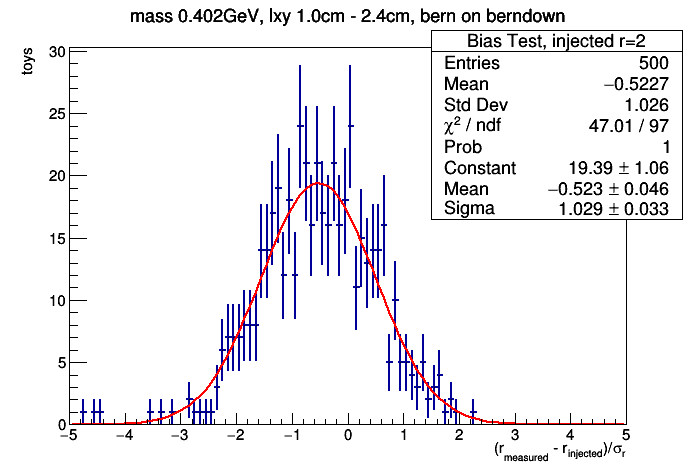 mass 0.402GeV, lxy 1.0cm - 2.4cm, bern on berndown
Bias Test, injected r=2
Entries 500
Mean −0.5227
Std Dev 1.026
χ² / ndf 47.01 / 97
Prob 1
Constant 19.39 ± 1.06
Mean −0.523 ± 0.046
Sigma 1.029 ± 0.033
toys
30
25
20
15
10
5
0
−5 −4 −3 −2 −1 0 1 2 3 4 5
(r_measured - r_injected)/σ_r